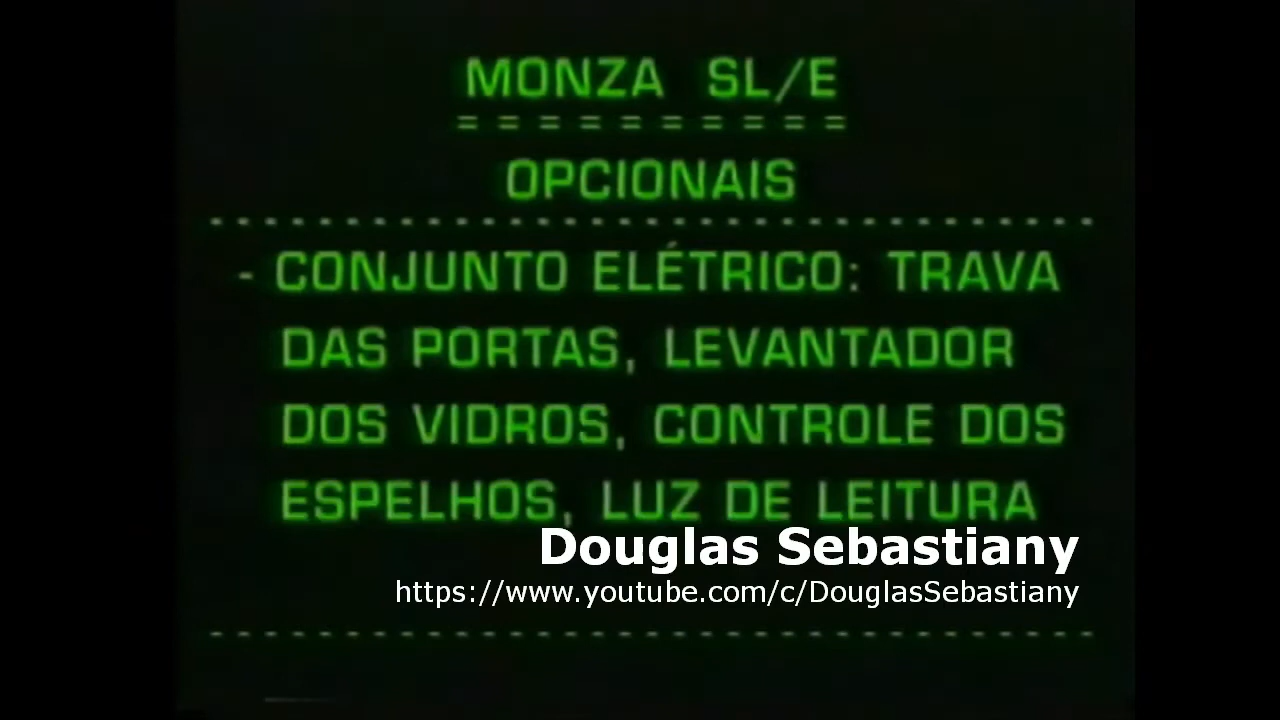 MONZA SL/E
==========
OPCIONAIS
---------------------------------
- CONJUNTO ELÉTRICO: TRAVA
DAS PORTAS, LEVANTADOR
DOS VIDROS, CONTROLE DOS
ESPELHOS, LUZ DE LEITURA
Douglas Sebastiany
https://www.youtube.com/c/DouglasSebastiany
---------------------------------